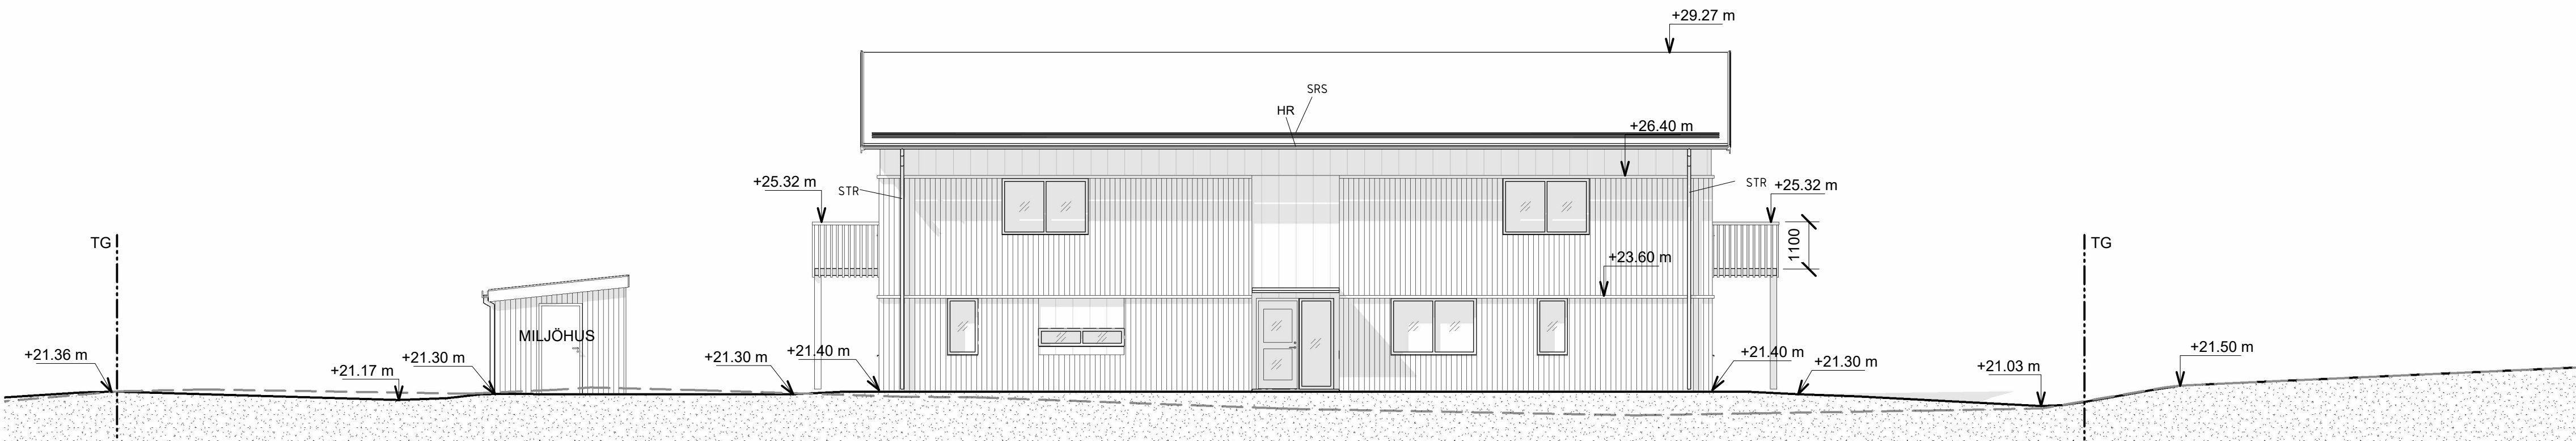 +29.27 m
SRS
HR
+26.40 m
+25.32 m
STR
STR
+25.32 m
1100
TG
TG
+23.60 m
MILJÖHUS
+21.36 m
+21.17 m
+21.30 m
+21.30 m
+21.40 m
+21.40 m
+21.30 m
+21.03 m
+21.50 m